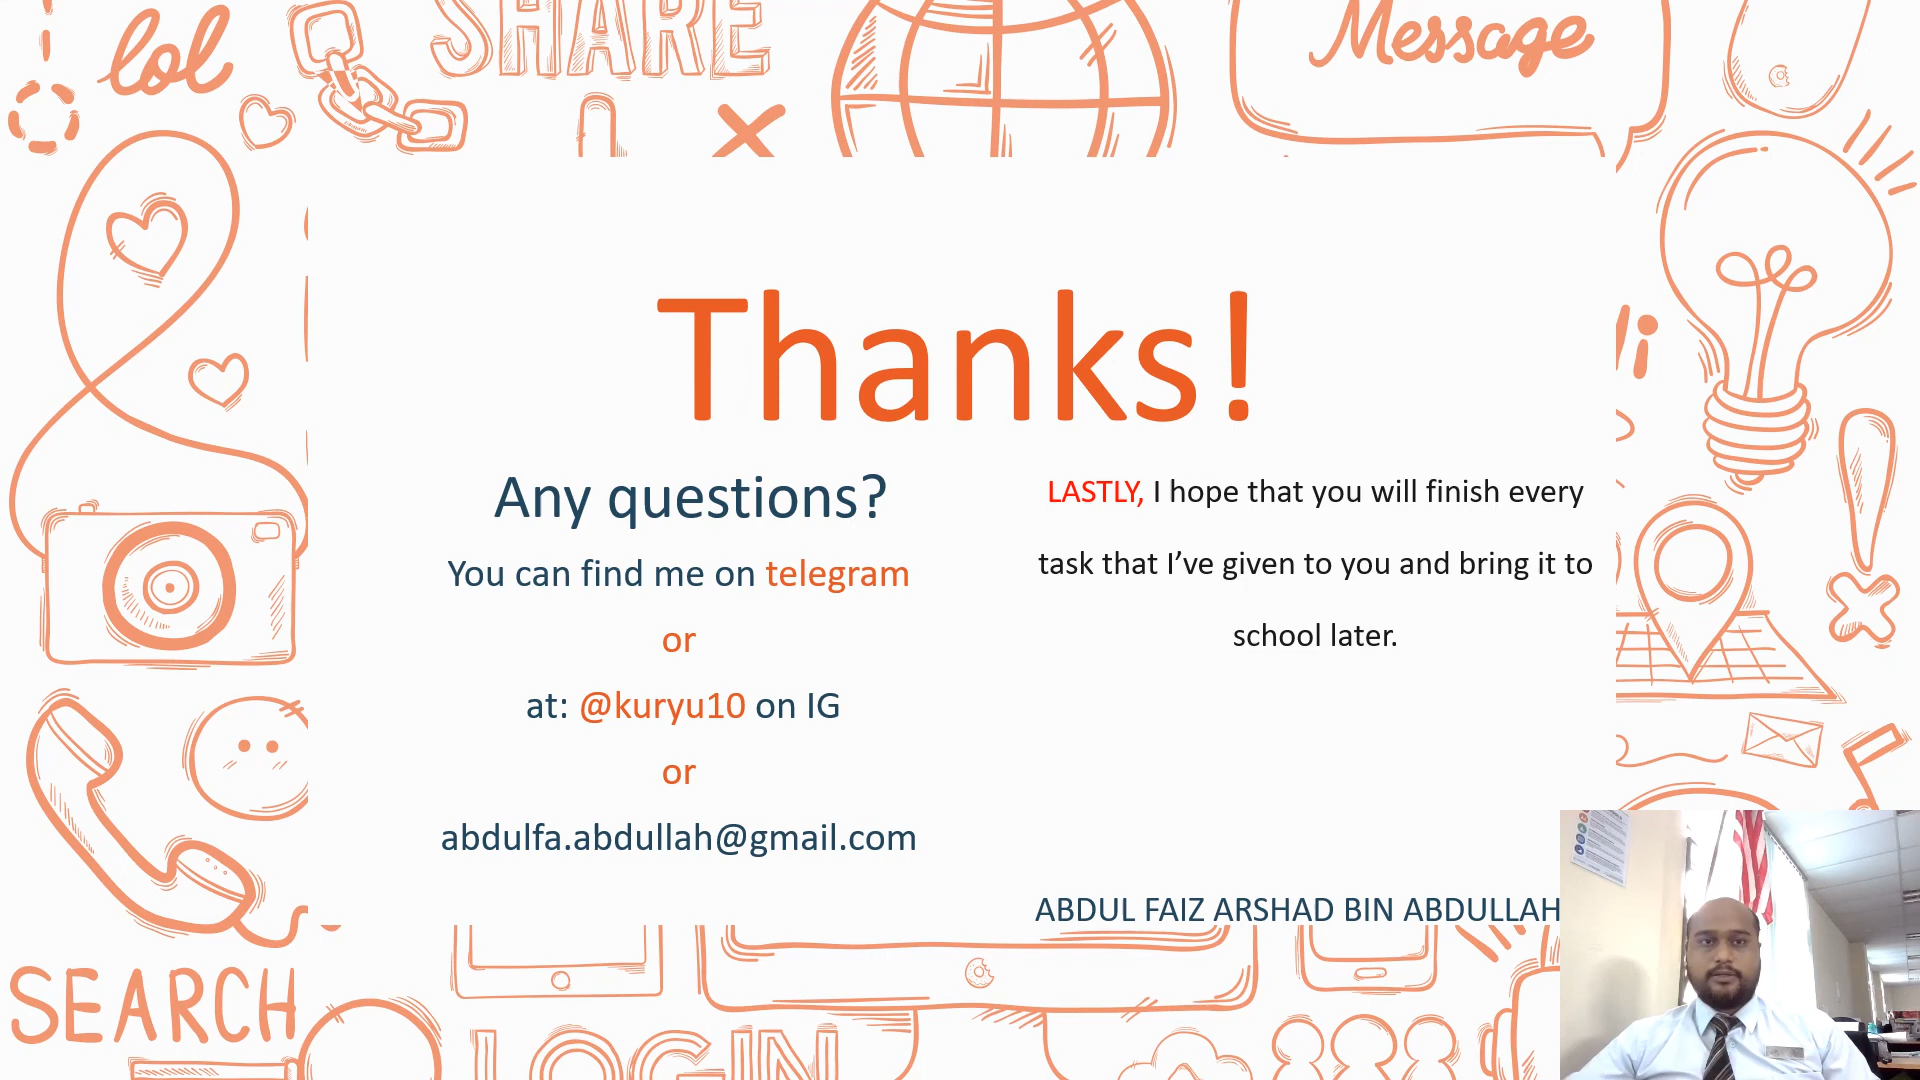 lol
SHARE
Message
Thanks!
Any questions?
You can find me on telegram
or
at: @kuryu10 on IG
or
abdulfa.abdullah@gmail.com
LASTLY, I hope that you will finish every
task that I've given to you and bring it to
school later.
ABDUL FAIZ ARSHAD BIN ABDULLAH
SEARCH
LOGIN